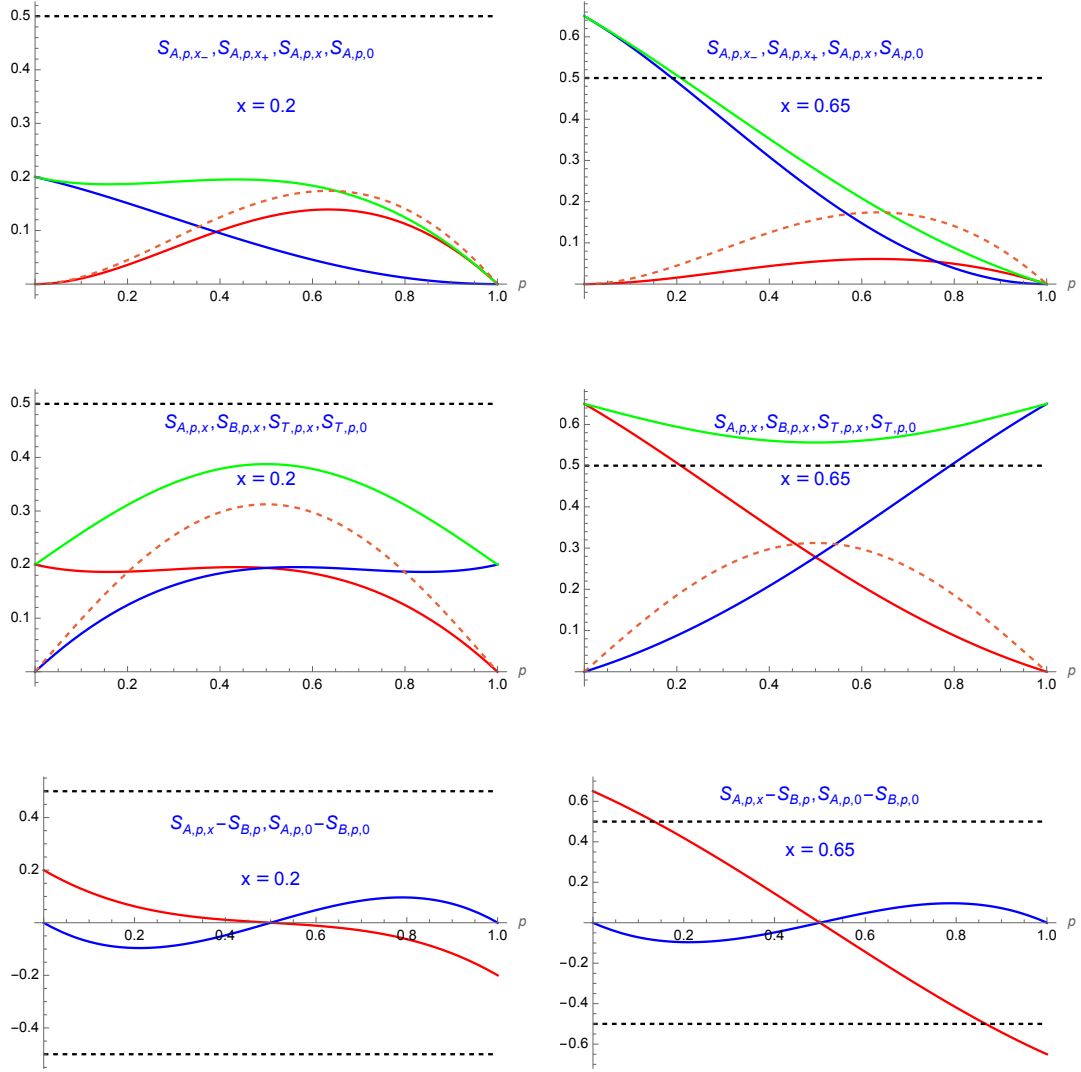 0.5
S_{A,p,x_-},S_{A,p,x_+},S_{A,p,x},S_{A,p,0}
0.4
x = 0.2
0.3
0.2
0.1
0.2 0.4 0.6 0.8 1.0 p
0.6
S_{A,p,x_-},S_{A,p,x_+},S_{A,p,x},S_{A,p,0}
0.5
x = 0.65
0.4
0.3
0.2
0.1
0.2 0.4 0.6 0.8 1.0 p
0.5
S_{A,p,x},S_{B,p,x},S_{T,p,x},S_{T,p,0}
0.4
x = 0.2
0.3
0.2
0.1
0.2 0.4 0.6 0.8 1.0 p
0.6
S_{A,p,x},S_{B,p,x},S_{T,p,x},S_{T,p,0}
0.5
x = 0.65
0.4
0.3
0.2
0.1
0.2 0.4 0.6 0.8 1.0 p
0.4
S_{A,p,x}−S_{B,p},S_{A,p,0}−S_{B,p,0}
x = 0.2
0.2
0.2 0.4 0.6 0.8 1.0 p
−0.2
−0.4
0.6
S_{A,p,x}−S_{B,p},S_{A,p,0}−S_{B,p,0}
0.4
x = 0.65
0.2
0.2 0.4 0.6 0.8 1.0 p
−0.2
−0.4
−0.6